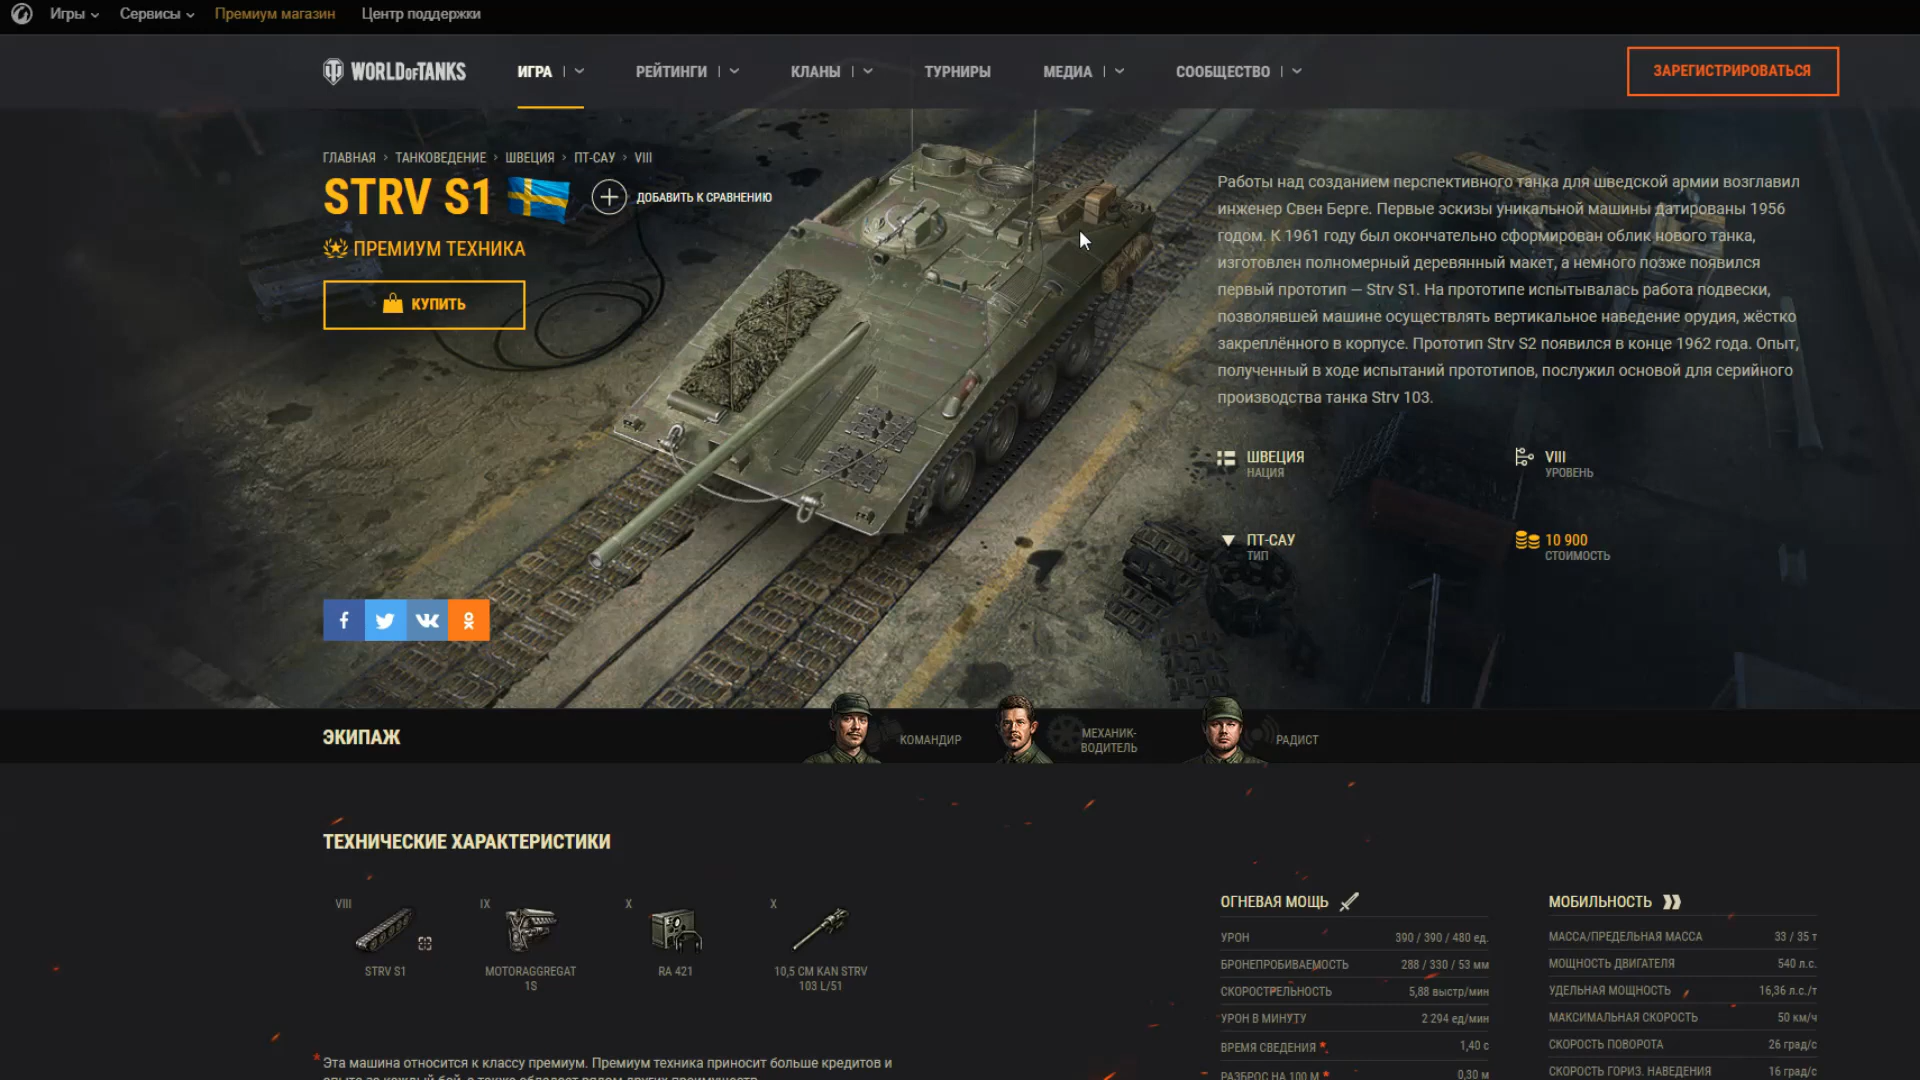 Игры
Сервисы
Премиум магазин
Центр поддержки
WORLD OF TANKS
ИГРА
РЕЙТИНГИ
КЛАНЫ
ТУРНИРЫ
МЕДИА
СООБЩЕСТВО
ЗАРЕГИСТРИРОВАТЬСЯ
ГЛАВНАЯ › ТАНКОВЕДЕНИЕ › ШВЕЦИЯ › ПТ-САУ › VIII
STRV S1
ДОБАВИТЬ К СРАВНЕНИЮ
ПРЕМИУМ ТЕХНИКА
КУПИТЬ
Работы над созданием перспективного танка для шведской армии возглавил
инженер Свен Берге. Первые эскизы уникальной машины датированы 1956
годом. К 1961 году был окончательно сформирован облик нового танка,
изготовлен полномерный деревянный макет, а немного позже появился
первый прототип — Strv S1. На прототипе испытывалась работа подвески,
позволявшей машине осуществлять вертикальное наведение орудия, жёстко
закреплённого в корпусе. Прототип Strv S2 появился в конце 1962 года. Опыт,
полученный в ходе испытаний прототипов, послужил основой для серийного
производства танка Strv 103.
ШВЕЦИЯ
НАЦИЯ
VIII
УРОВЕНЬ
ПТ-САУ
ТИП
10 900
СТОИМОСТЬ
ЭКИПАЖ
КОМАНДИР
МЕХАНИК-
ВОДИТЕЛЬ
РАДИСТ
ТЕХНИЧЕСКИЕ ХАРАКТЕРИСТИКИ
VIII
STRV S1
IX
MOTORAGGREGAT
1S
X
RA 421
X
10,5 CM KAN STRV
103 L/51
* Эта машина относится к классу премиум. Премиум техника приносит больше кредитов и
ОГНЕВАЯ МОЩЬ
УРОН 390 / 390 / 480 ед.
БРОНЕПРОБИВАЕМОСТЬ 288 / 330 / 53 мм
СКОРОСТРЕЛЬНОСТЬ 5,88 выстр/мин
УРОН В МИНУТУ 2 294 ед/мин
ВРЕМЯ СВЕДЕНИЯ * 1,40 с
РАЗБРОС НА 100 М * 0,30 м
МОБИЛЬНОСТЬ
МАССА/ПРЕДЕЛЬНАЯ МАССА 33 / 35 т
МОЩНОСТЬ ДВИГАТЕЛЯ 540 л.с.
УДЕЛЬНАЯ МОЩНОСТЬ 16,36 л.с./т
МАКСИМАЛЬНАЯ СКОРОСТЬ 50 км/ч
СКОРОСТЬ ПОВОРОТА 26 град/с
СКОРОСТЬ ГОРИЗ. НАВЕДЕНИЯ 16 град/с